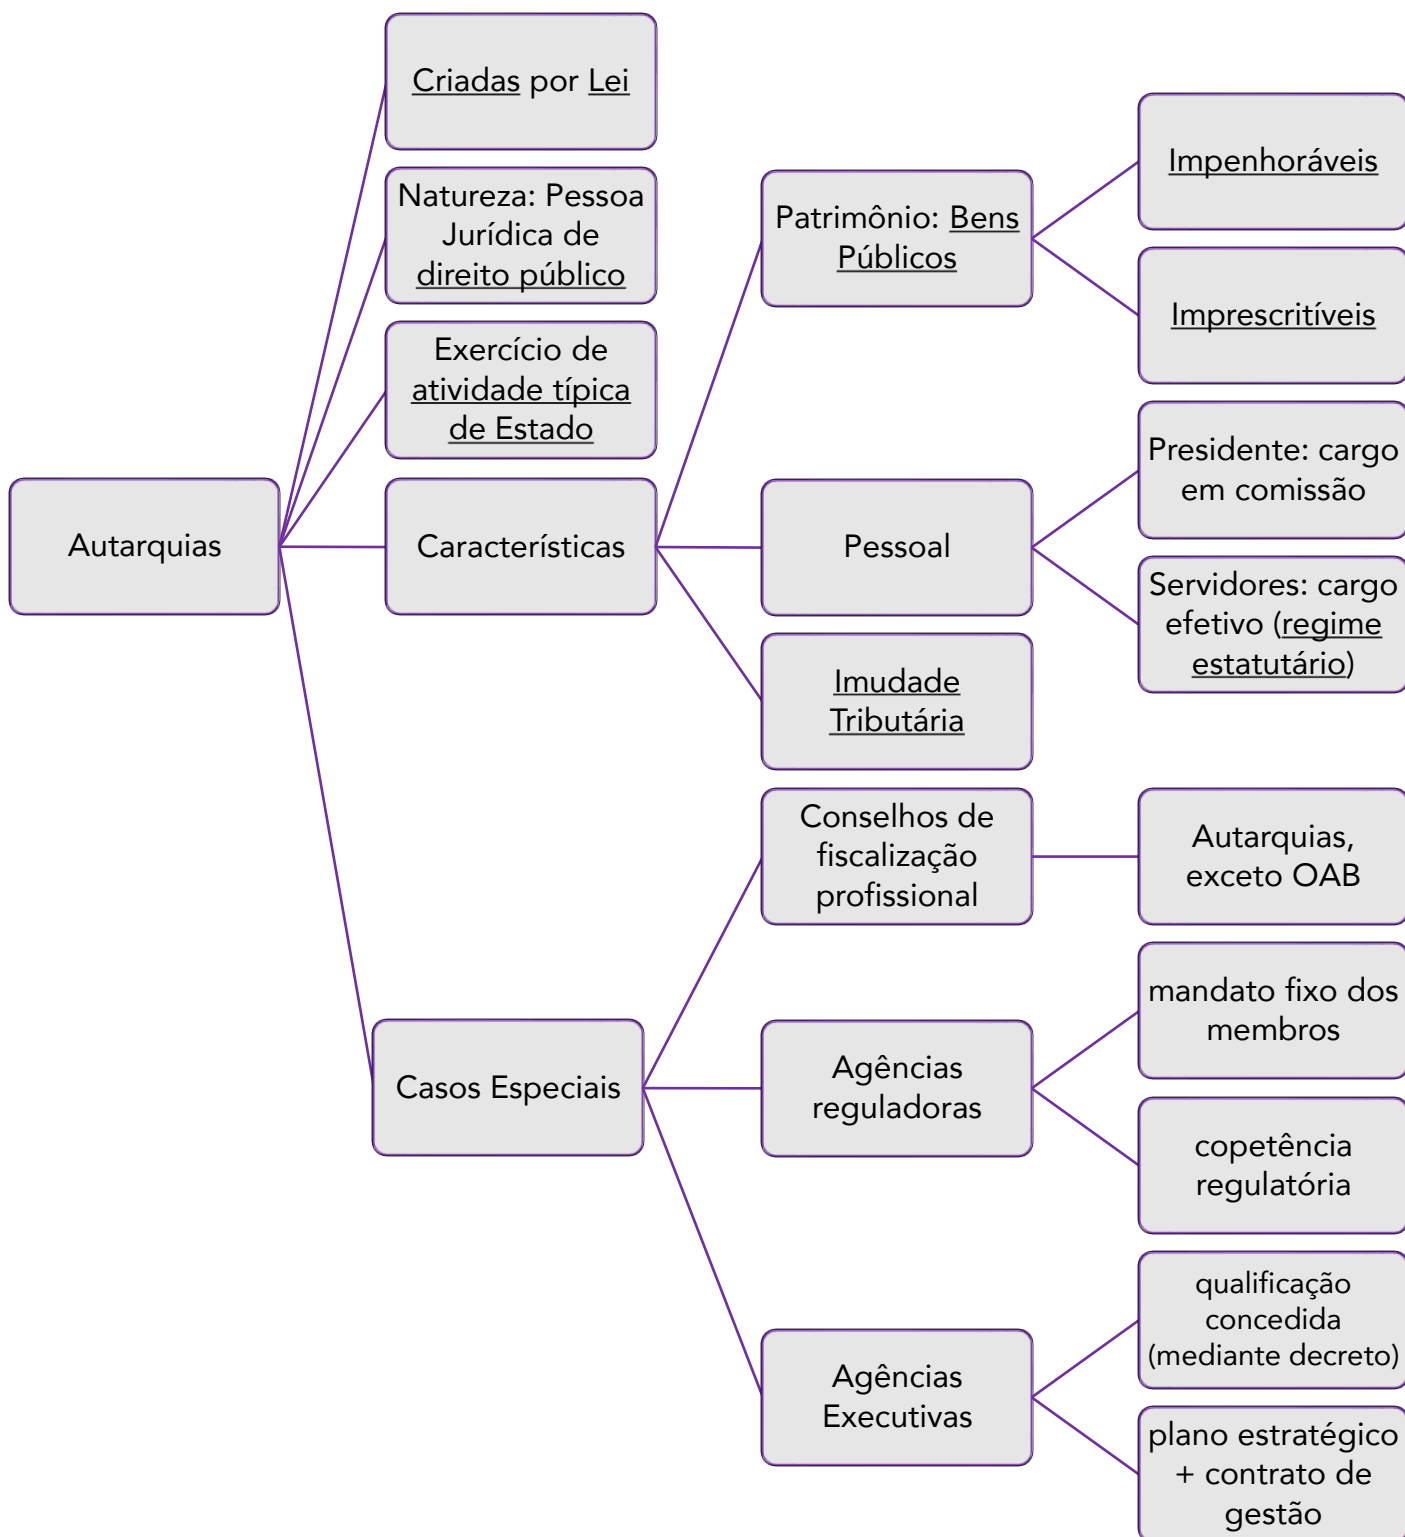 Autarquias
Criadas por Lei
Natureza: Pessoa
Jurídica de
direito público
Exercício de
atividade típica
de Estado
Características
Patrimônio: Bens
Públicos
Impenhoráveis
Imprescritíveis
Pessoal
Presidente: cargo
em comissão
Servidores: cargo
efetivo (regime
estatutário)
Imudade
Tributária
Casos Especiais
Conselhos de
fiscalização
profissional
Autarquias,
exceto OAB
Agências
reguladoras
mandato fixo dos
membros
copetência
regulatória
Agências
Executivas
qualificação
concedida
(mediante decreto)
plano estratégico
+ contrato de
gestão